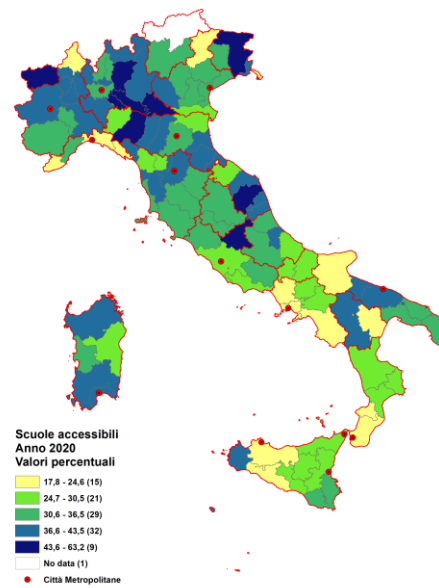 Scuole accessibili
Anno 2020
Valori percentuali
17,8 - 24,6 (15)
24,7 - 30,5 (21)
30,6 - 36,5 (29)
36,6 - 43,5 (32)
43,6 - 63,2 (9)
No data (1)
Città Metropolitane